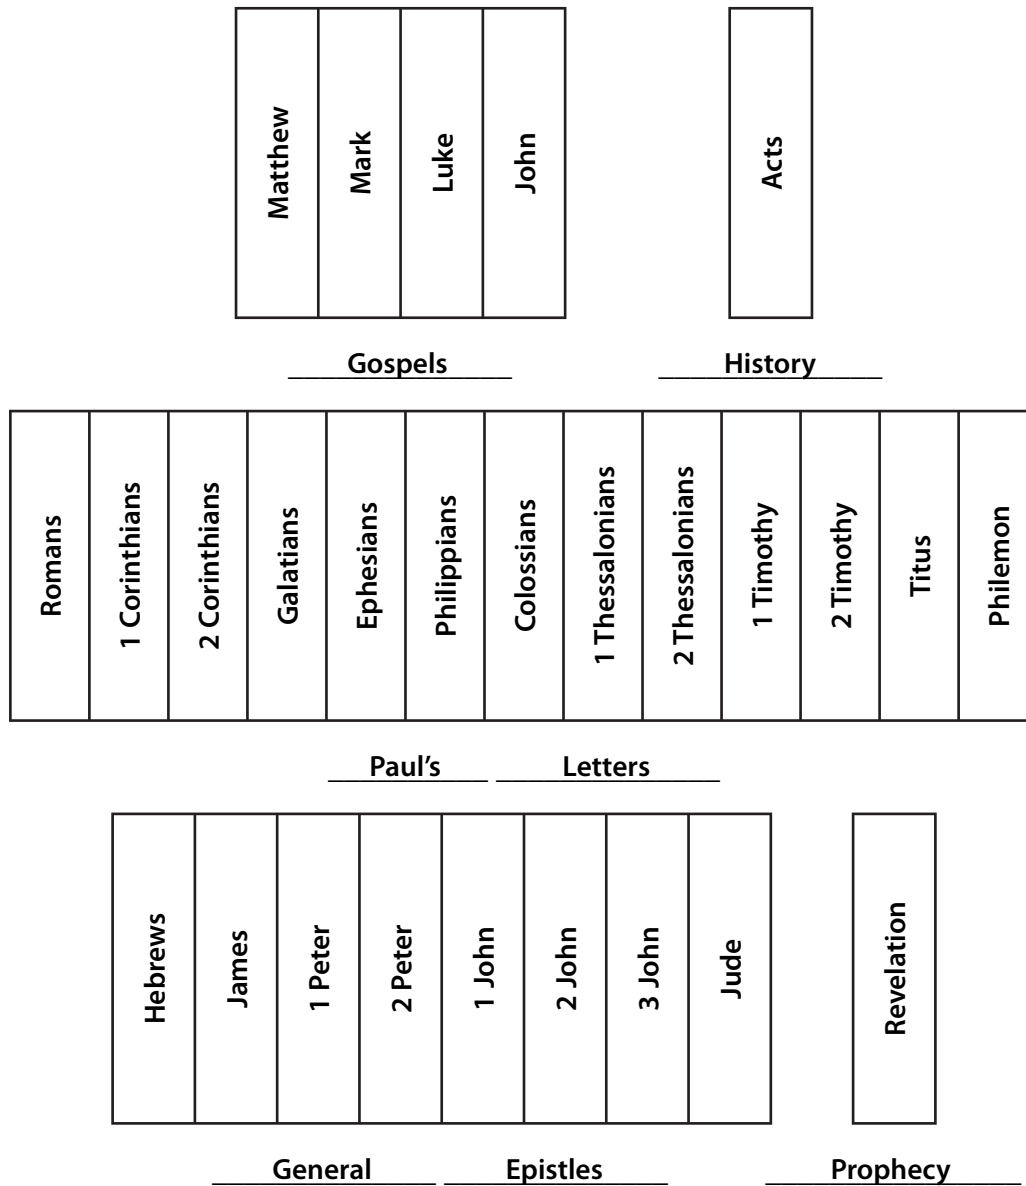 Matthew
Mark
Luke
John
Acts
Gospels
History
Romans
1 Corinthians
2 Corinthians
Galatians
Ephesians
Philippians
Colossians
1 Thessalonians
2 Thessalonians
1 Timothy
2 Timothy
Titus
Philemon
Paul's Letters
Hebrews
James
1 Peter
2 Peter
1 John
2 John
3 John
Jude
Revelation
General Epistles
Prophecy